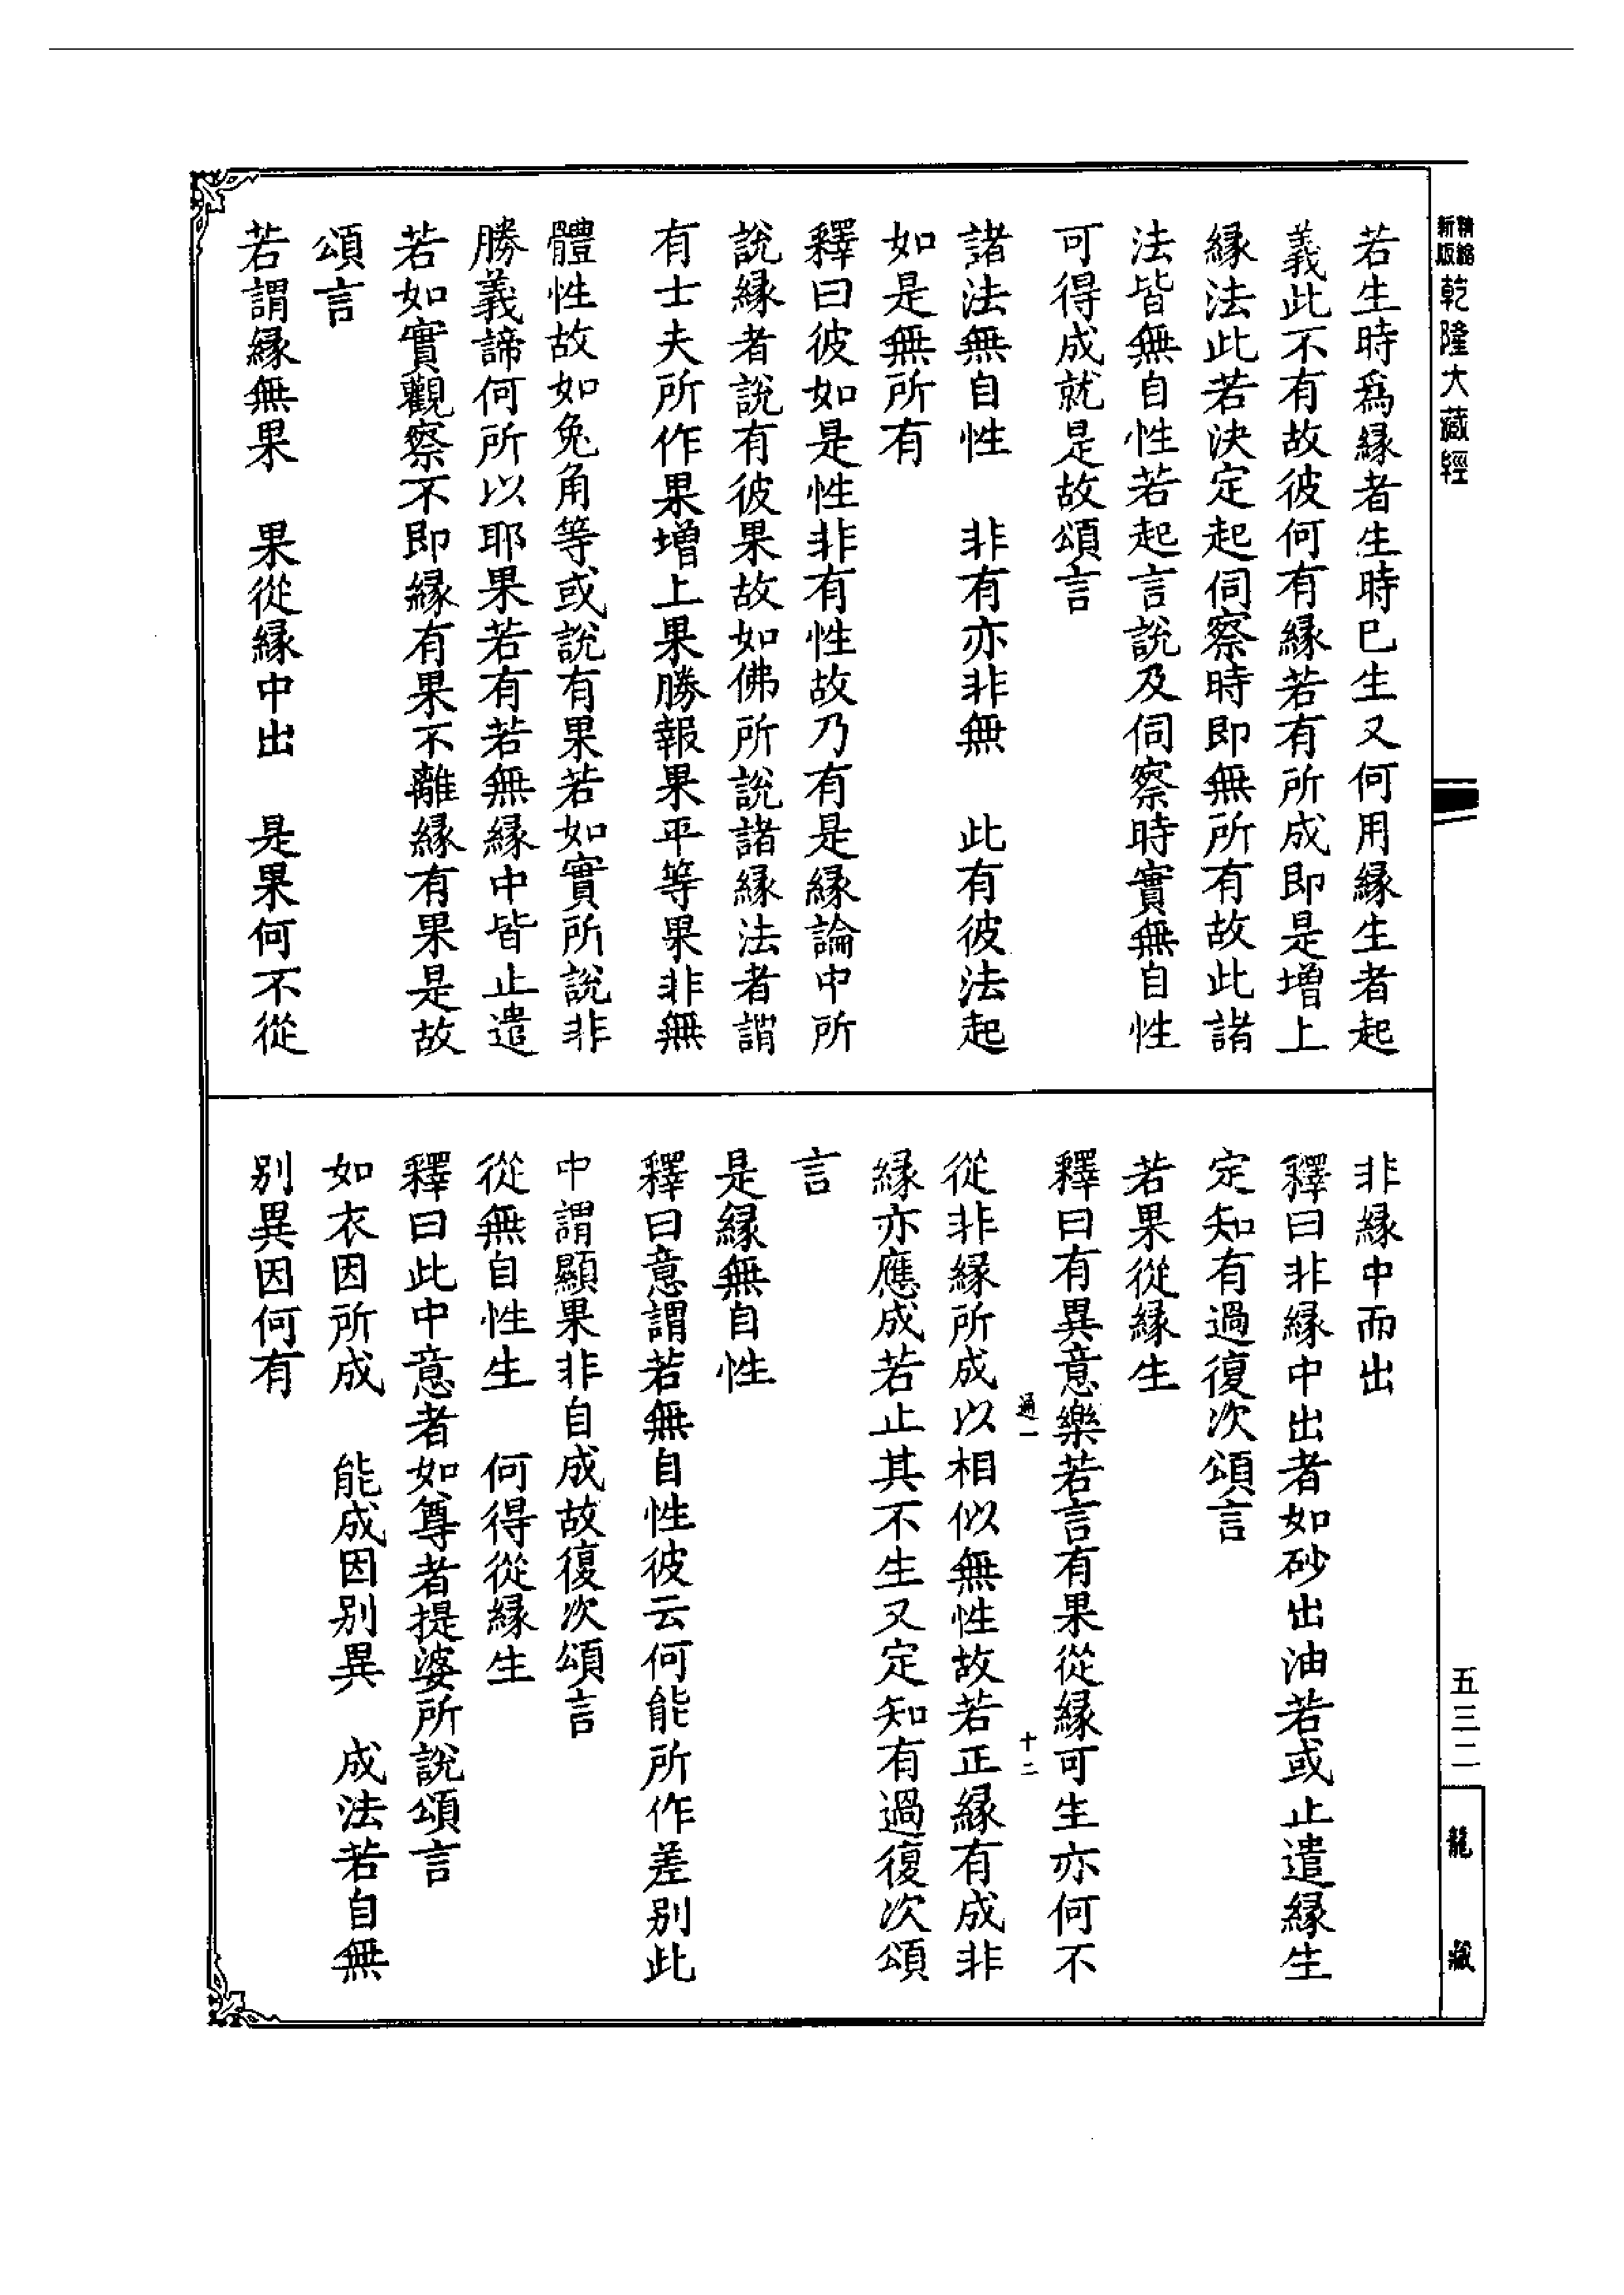 新版精縮乾隆大藏經
若生時爲緣者生時巳生又何用緣生者起
義此不有故彼何有緣若有所成即是增上
緣法此若決定起伺察時即無所有故此諸
法皆無自性若起言說及伺察時實無自性
可得成就是故頌言
諸法無自性　非有亦非無　此有彼法起
如是無所有
釋曰彼如是性非有性故乃有是緣論中所
說緣者說有彼果故如佛所說諸緣法者謂
有士夫所作果增上果勝報果平等果非無
體性故如兔角等或說有果若如實所說非
勝義諦何所以耶果若有若無緣中皆止遣
若如實觀察不即緣有果不離緣有果是故
頌言
若謂緣無果　果從緣中出　是果何不從
非緣中而出
釋曰非緣中出者如砂出油若或止遣緣生
定知有過復次頌言
若果從緣生
釋曰有異意樂若言有果從緣可生亦何不
通一　十二
從非緣所成以相似無性故若正緣有成非
緣亦應成若止其不生又定知有過復次頌
言
是緣無自性
釋曰意謂若無自性彼云何能所作差別此
中謂顯果非自成故復次頌言
從無自性生　何得從緣生
釋曰此中意者如尊者提婆所說頌言
如衣因所成　能成因別異　成法若自無
別異因何有
五三二
龍藏